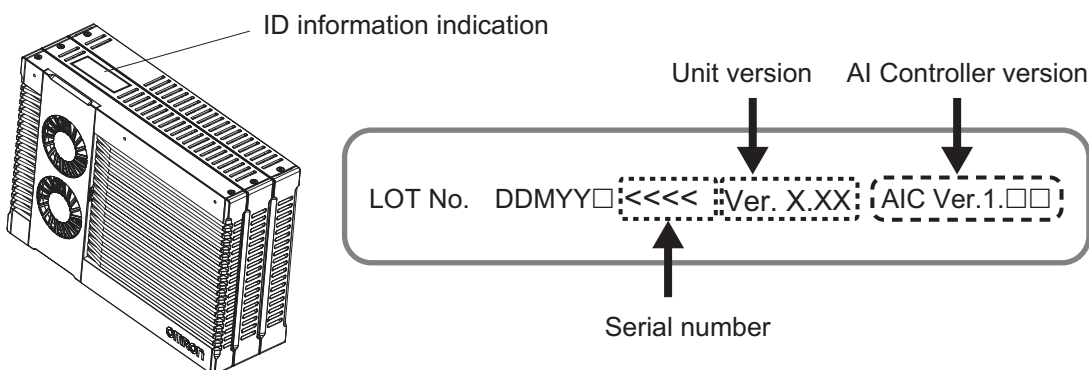 ID information indication
Unit version
AI Controller version
LOT No. DDMYY□ <<<< Ver. X.XX AIC Ver.1.□□
Serial number
OMRON